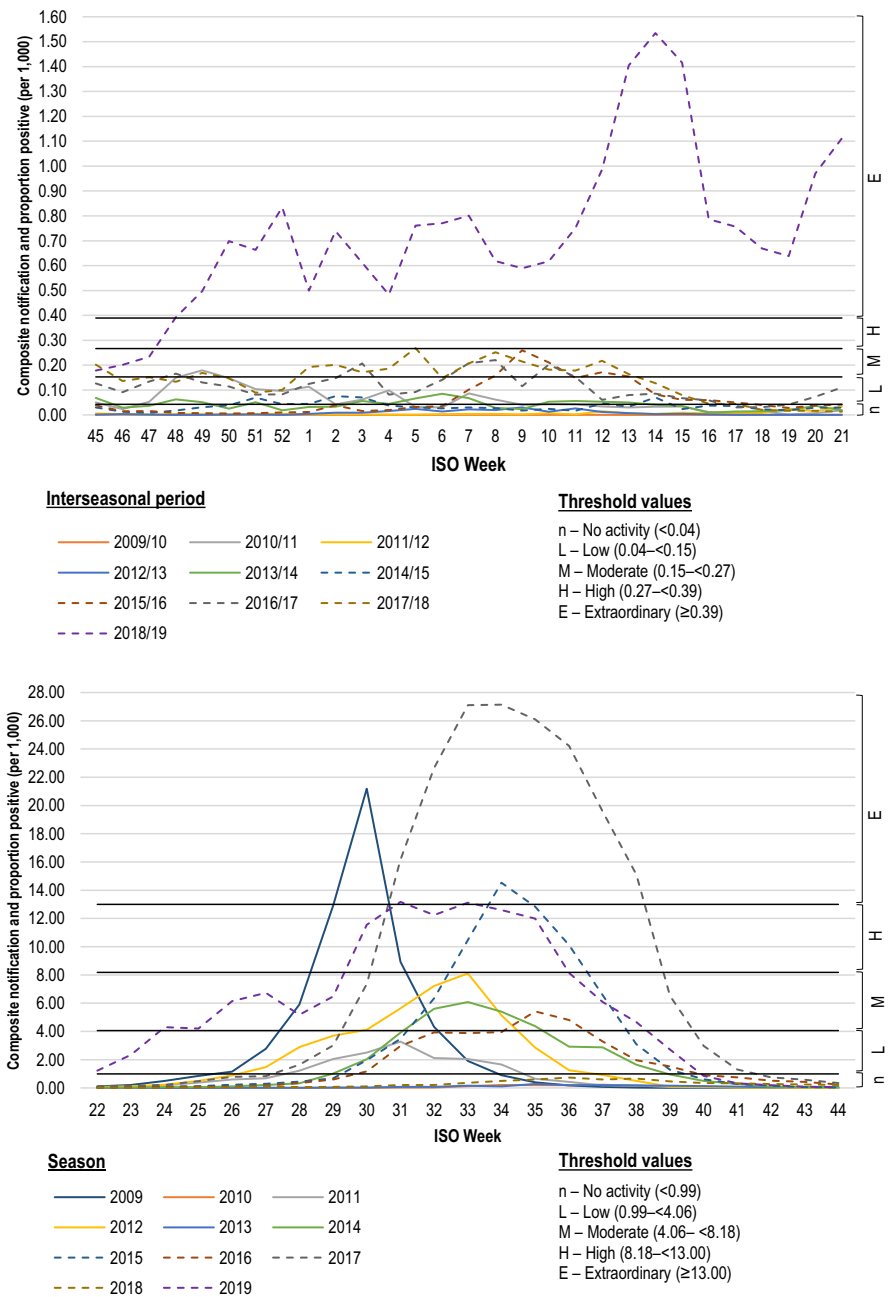 Composite notification and proportion positive (per 1,000)
1.60
1.50
1.40
1.30
1.20
1.10
1.00
0.90
0.80
0.70
0.60
0.50
0.40
0.30
0.20
0.10
0.00
E
H
M
L
n
45 46 47 48 49 50 51 52 1 2 3 4 5 6 7 8 9 10 11 12 13 14 15 16 17 18 19 20 21
ISO Week
Interseasonal period
2009/10 2010/11 2011/12
2012/13 2013/14 2014/15
2015/16 2016/17 2017/18
2018/19
Threshold values
n – No activity (<0.04)
L – Low (0.04–<0.15)
M – Moderate (0.15–<0.27)
H – High (0.27–<0.39)
E – Extraordinary (≥0.39)
Composite notification and proportion positive (per 1,000)
28.00
26.00
24.00
22.00
20.00
18.00
16.00
14.00
12.00
10.00
8.00
6.00
4.00
2.00
0.00
E
H
M
L
n
22 23 24 25 26 27 28 29 30 31 32 33 34 35 36 37 38 39 40 41 42 43 44
ISO Week
Season
2009 2010 2011
2012 2013 2014
2015 2016 2017
2018 2019
Threshold values
n – No activity (<0.99)
L – Low (0.99–<4.06)
M – Moderate (4.06– <8.18)
H – High (8.18–<13.00)
E – Extraordinary (≥13.00)